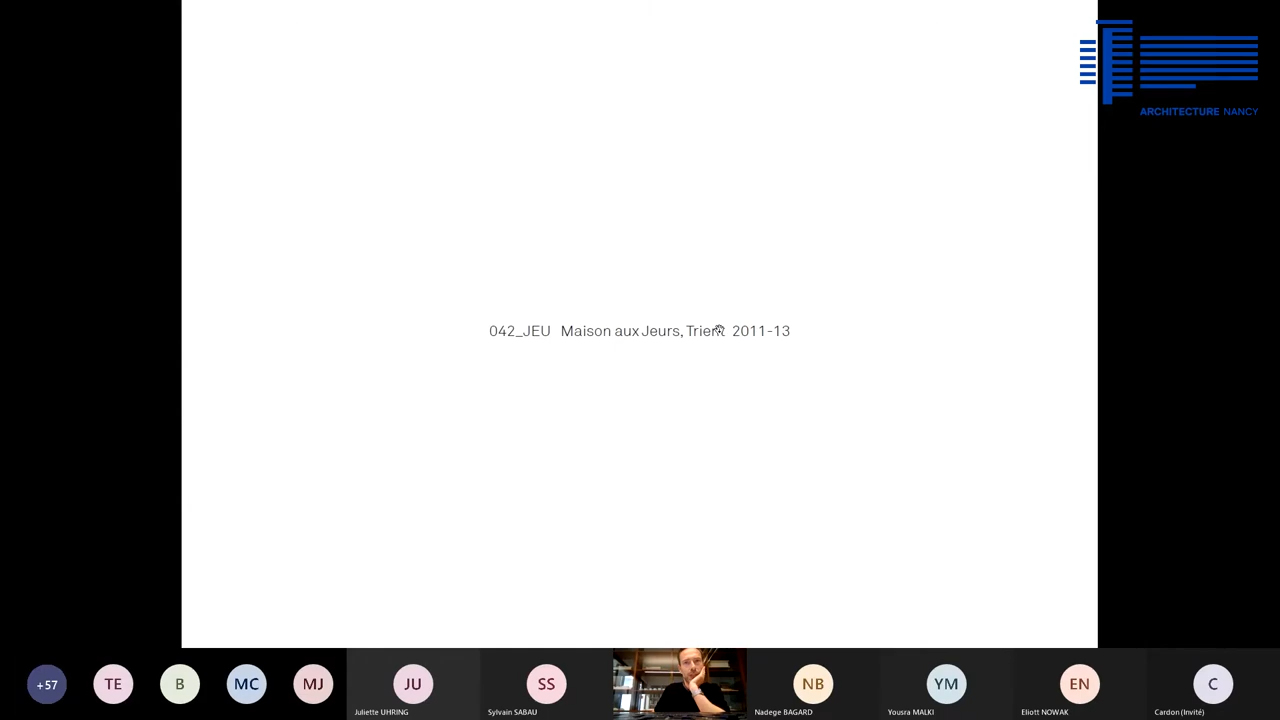 ARCHITECTURE NANCY
042_JEU Maison aux Jeurs, Trient 2011-13
+57
TE
B
MC
MJ
JU
SS
NB
YM
EN
C
Juliette UHRING
Sylvain SABAU
Nadege BAGARD
Yousra MALKI
Eliott NOWAK
Cardon (Invité)